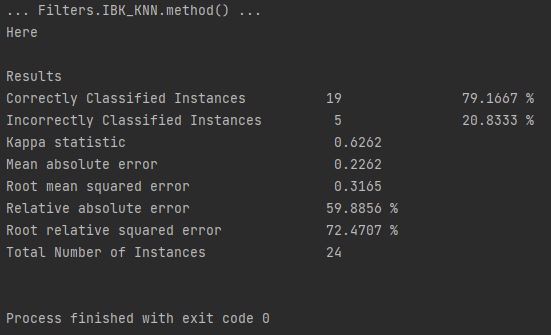 ... Filters.IBK_KNN.method() ...
Here
Results
Correctly Classified Instances 19 79.1667 %
Incorrectly Classified Instances 5 20.8333 %
Kappa statistic 0.6262
Mean absolute error 0.2262
Root mean squared error 0.3165
Relative absolute error 59.8856 %
Root relative squared error 72.4707 %
Total Number of Instances 24
Process finished with exit code 0